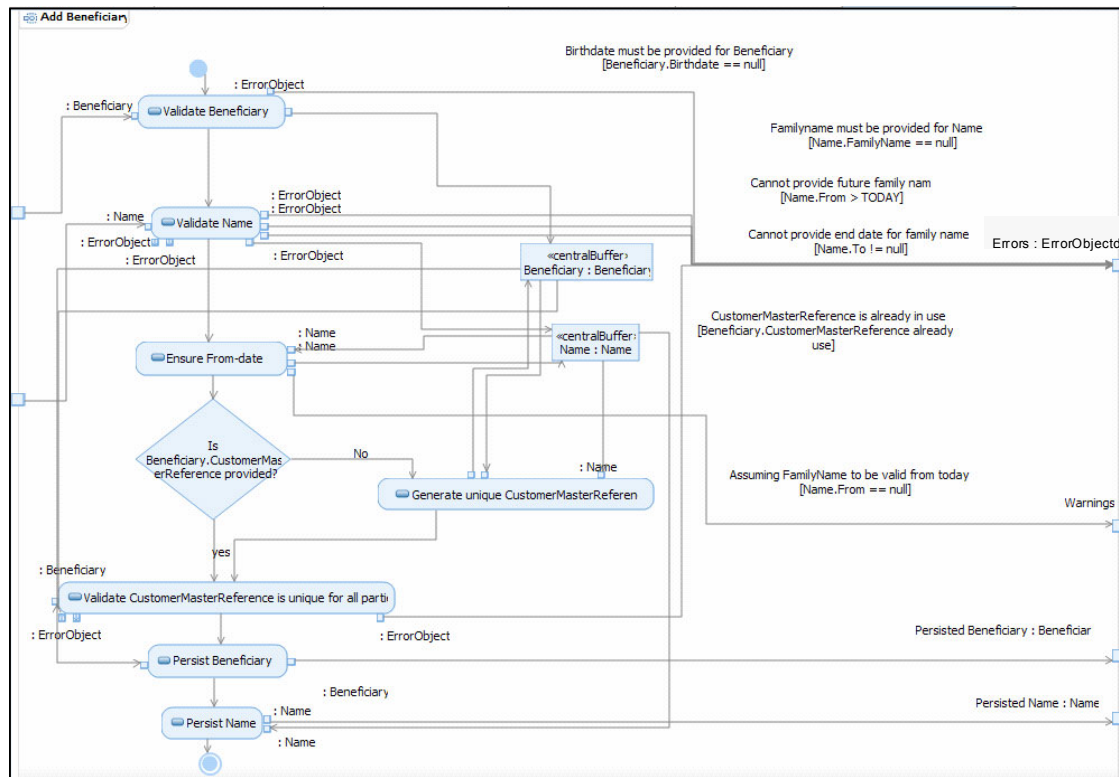 Add Beneficiary
Birthdate must be provided for Beneficiary
[Beneficiary.Birthdate == null]
: ErrorObject
: Beneficiary
Validate Beneficiary
Familyname must be provided for Name
[Name.FamilyName == null]
Cannot provide future family nam
[Name.From > TODAY]
: ErrorObject
: ErrorObject
: Name
Validate Name
Cannot provide end date for family name
[Name.To != null]
Errors : ErrorObjectd
: ErrorObject
: ErrorObject
: ErrorObject
«centralBuffer»
Beneficiary : Beneficiary
CustomerMasterReference is already in use
[Beneficiary.CustomerMasterReference already
use]
: Name
: Name
«centralBuffer»
Name : Name
Ensure From-date
Is
Beneficiary.CustomerMas
erReference provided?
No
: Name
Generate unique CustomerMasterReferen
Assuming FamilyName to be valid from today
[Name.From == null]
Warnings
yes
: Beneficiary
Validate CustomerMasterReference is unique for all partie
: ErrorObject
: ErrorObject
Persisted Beneficiary : Beneficiar
Persist Beneficiary
: Beneficiary
Persisted Name : Name
: Name
Persist Name
: Name